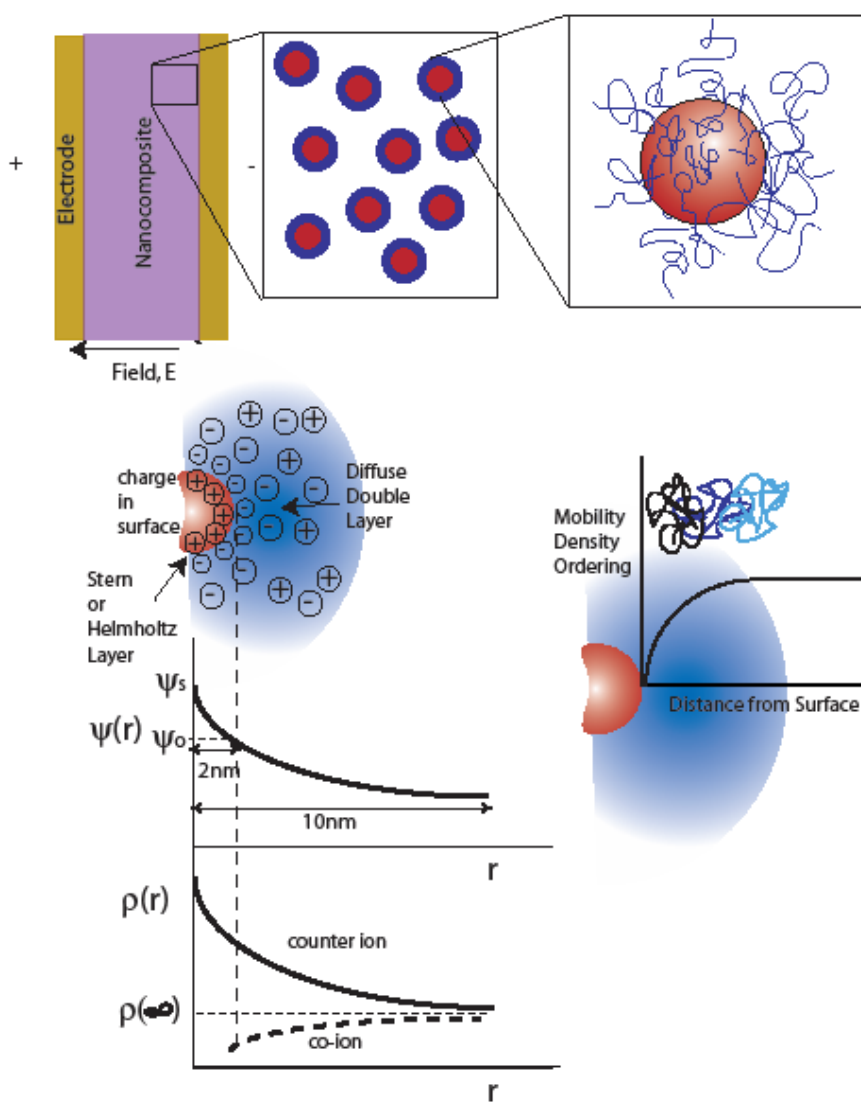 +
Electrode
Nanocomposite
-
Field, E
charge
in
surface
Diffuse
Double
Layer
Stern
or
Helmholtz
Layer
+ + + + + +
- - - - - - - -
Mobility
Density
Ordering
Distance from Surface
ψs
ψ(r)
ψo
2nm
10nm
r
ρ(r)
counter ion
ρ(∞)
co-ion
r